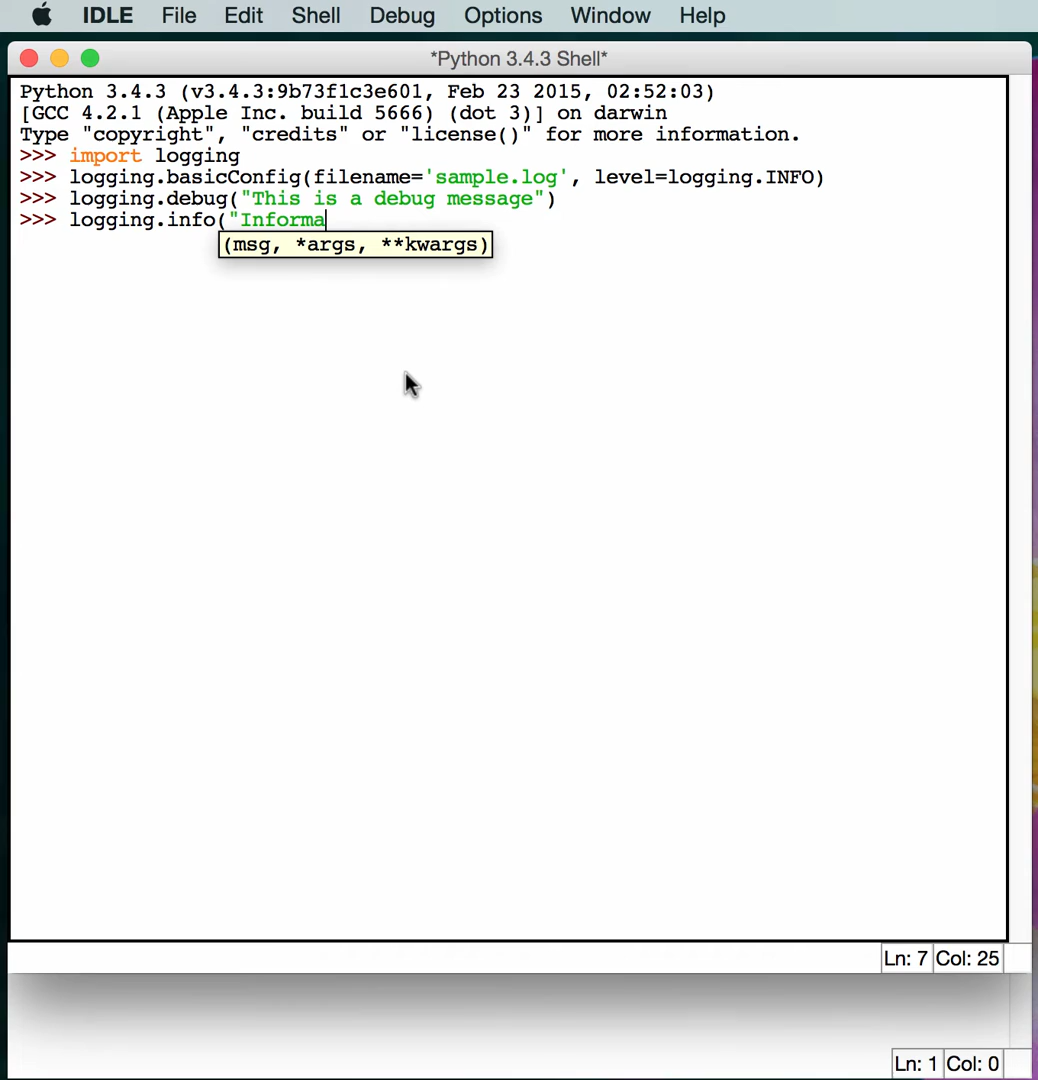 IDLE File Edit Shell Debug Options Window Help
*Python 3.4.3 Shell*
Python 3.4.3 (v3.4.3:9b73f1c3e601, Feb 23 2015, 02:52:03)
[GCC 4.2.1 (Apple Inc. build 5666) (dot 3)] on darwin
Type "copyright", "credits" or "license()" for more information.
>>> import logging
>>> logging.basicConfig(filename='sample.log', level=logging.INFO)
>>> logging.debug("This is a debug message")
>>> logging.info("Informa
(msg, *args, **kwargs)
Ln: 7 Col: 25
Ln: 1 Col: 0